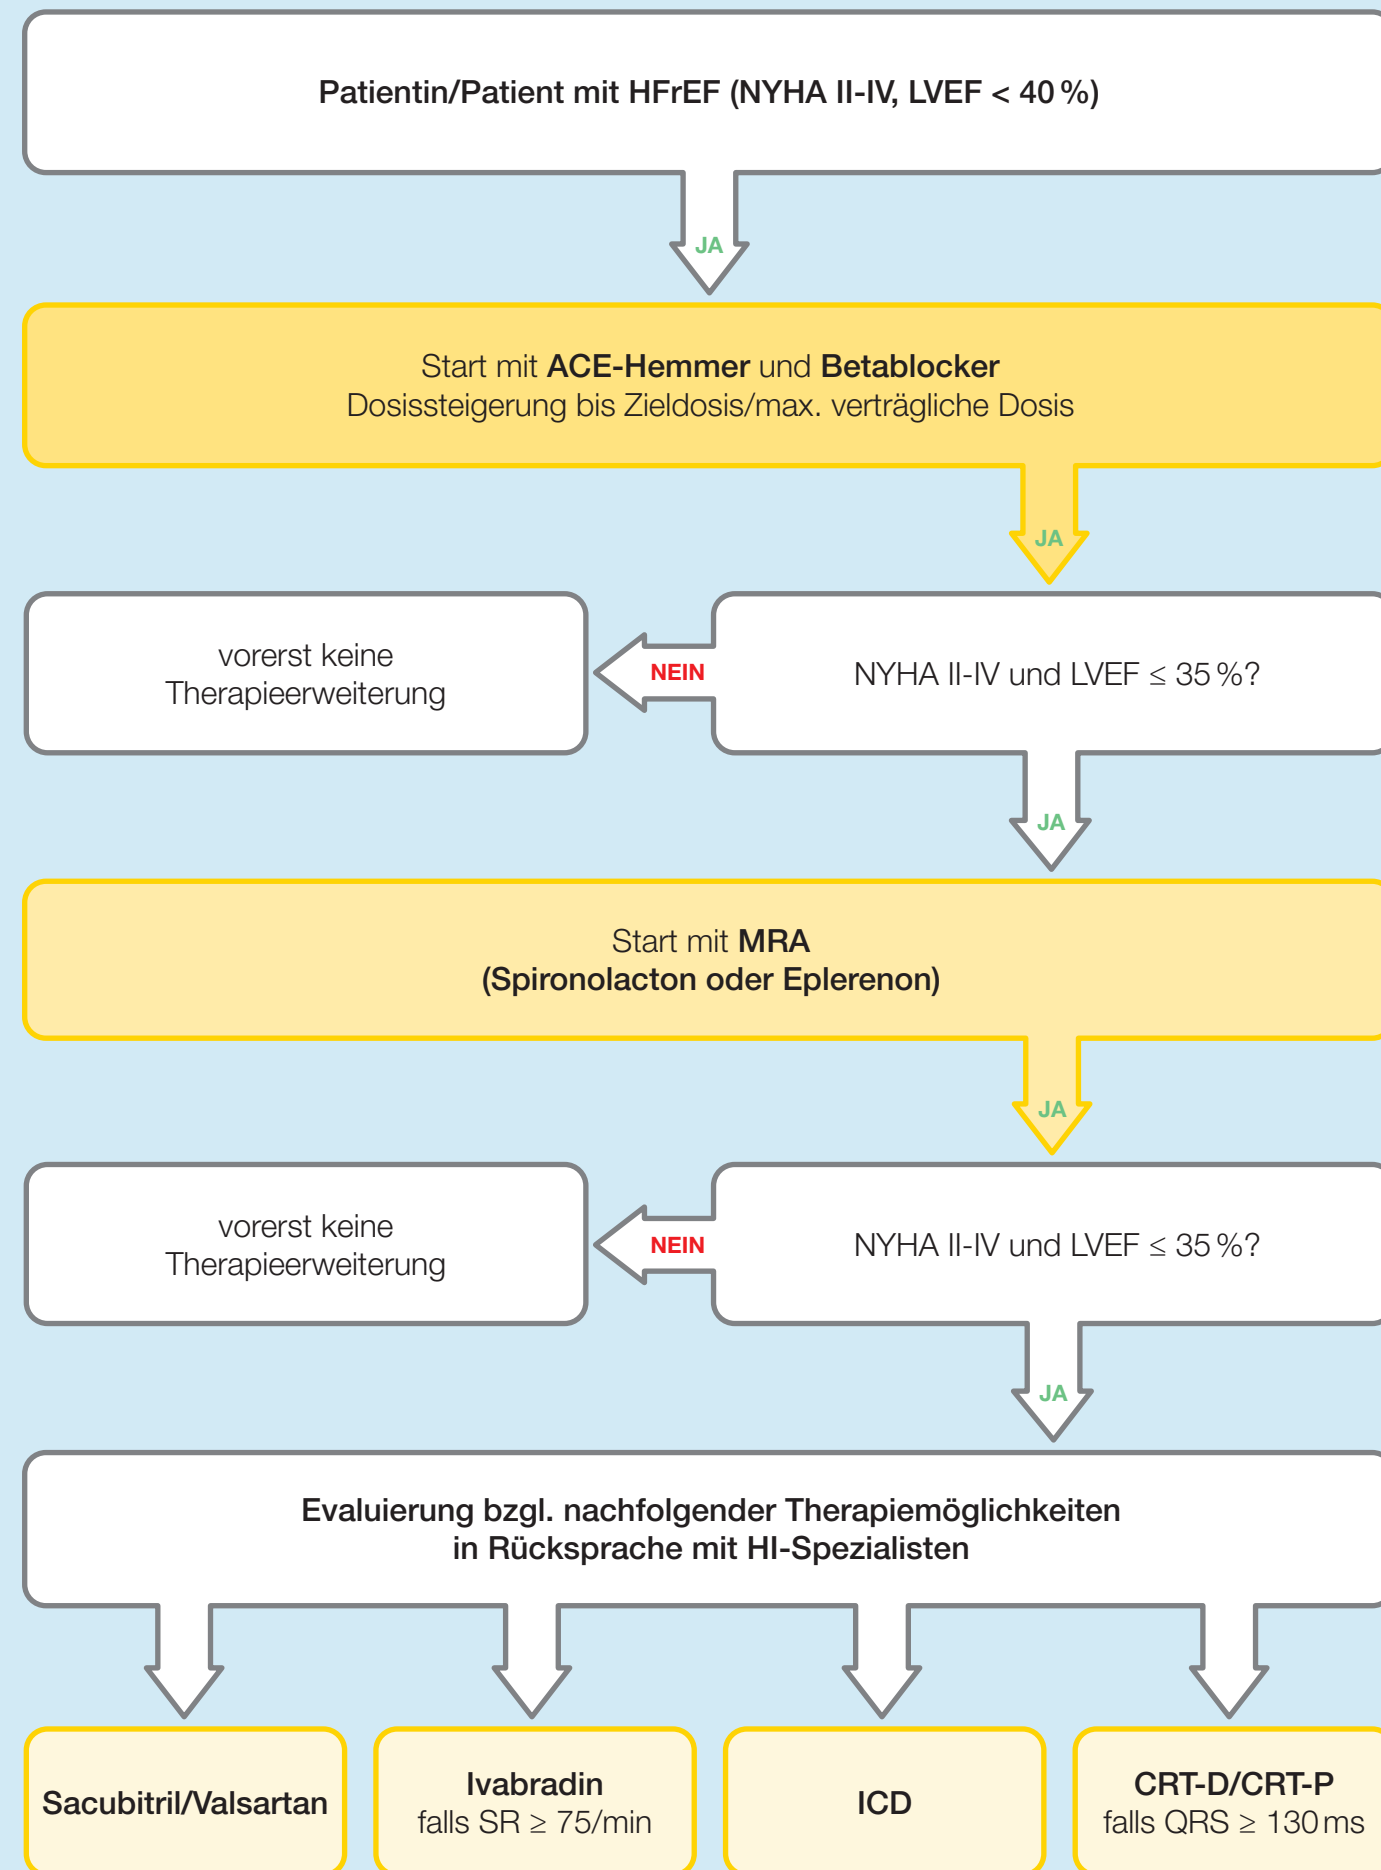 Patientin/Patient mit HFrEF (NYHA II-IV, LVEF < 40 %)
JA
Start mit ACE-Hemmer und Betablocker
Dosissteigerung bis Zieldosis/max. verträgliche Dosis
JA
vorerst keine
Therapieerweiterung
NEIN
NYHA II-IV und LVEF ≤ 35 %?
JA
Start mit MRA
(Spironolacton oder Eplerenon)
JA
vorerst keine
Therapieerweiterung
NEIN
NYHA II-IV und LVEF ≤ 35 %?
JA
Evaluierung bzgl. nachfolgender Therapiemöglichkeiten
in Rücksprache mit HI-Spezialisten
Sacubitril/Valsartan
Ivabradin
falls SR ≥ 75/min
ICD
CRT-D/CRT-P
falls QRS ≥ 130 ms